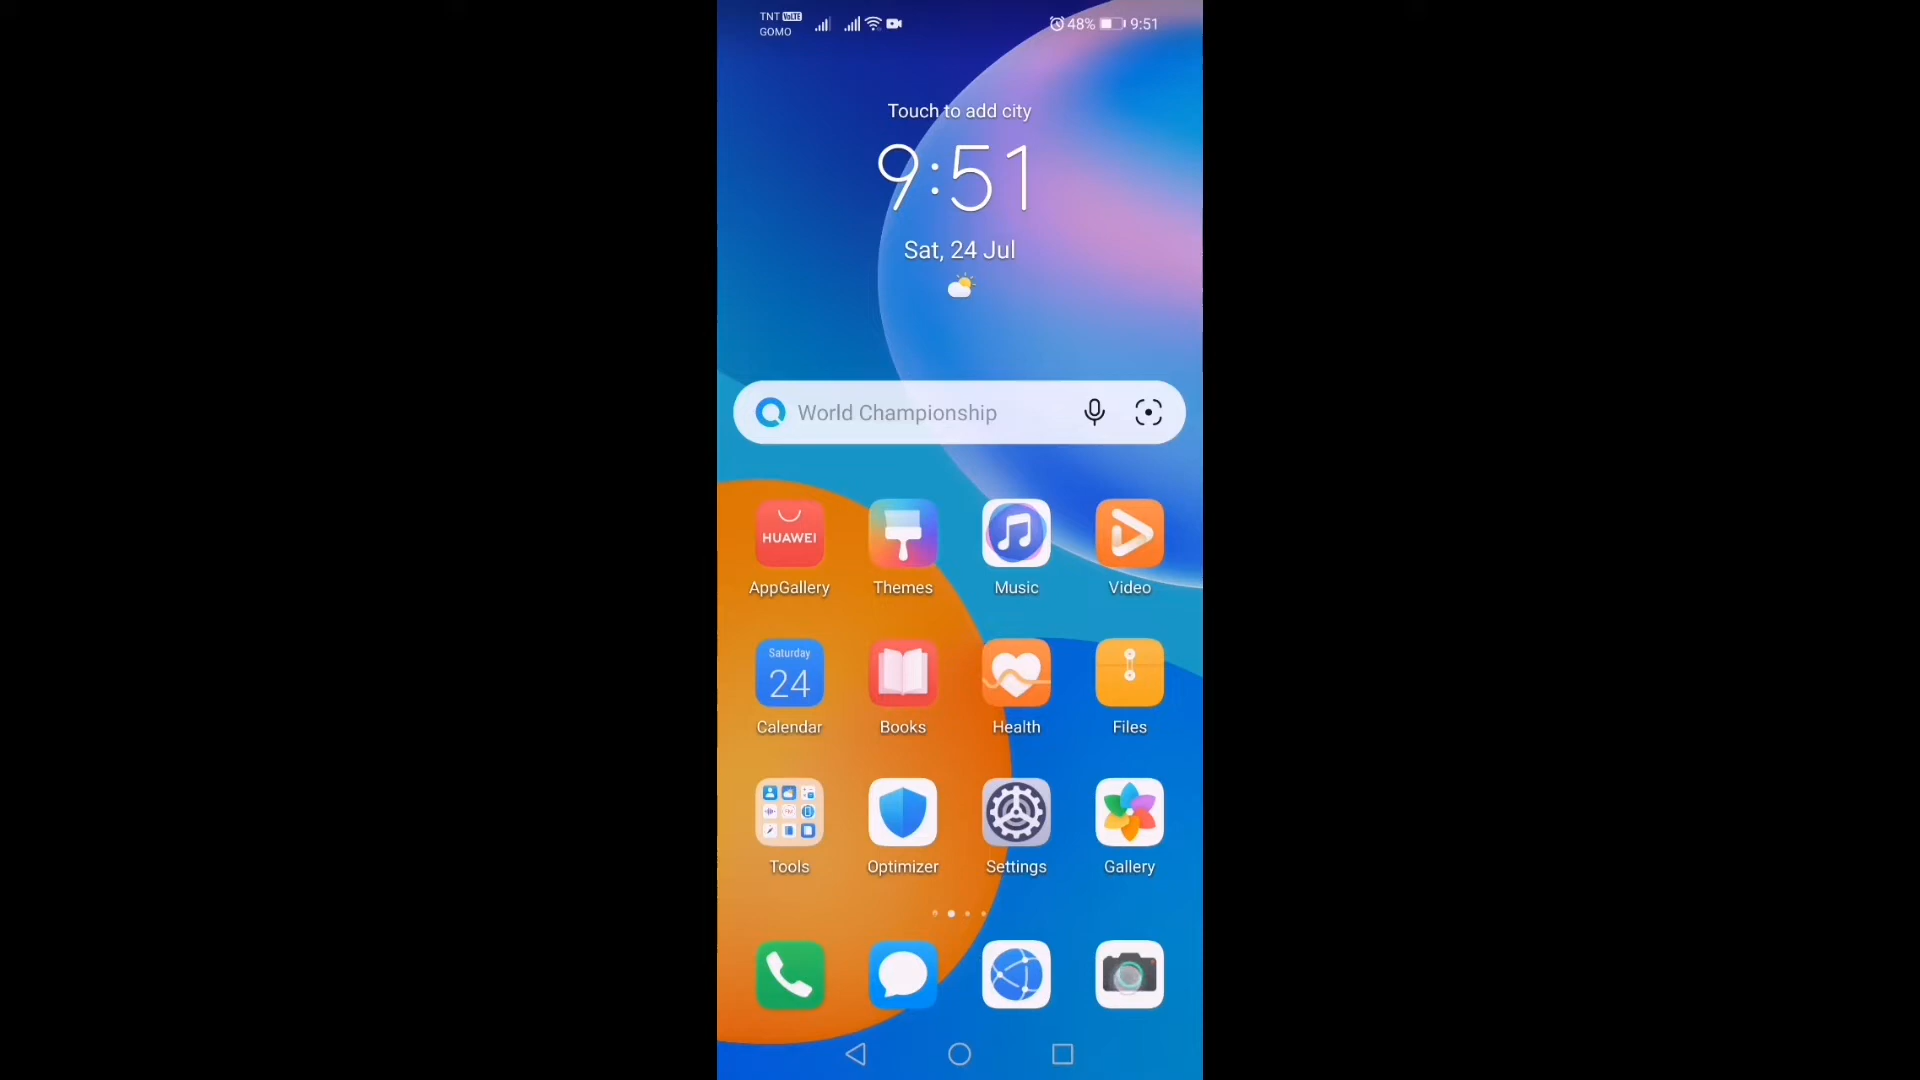 TNT VoLTE
GOMO
48% 9:51
Touch to add city
9:51
Sat, 24 Jul
World Championship
HUAWEI
AppGallery Themes Music Video
Saturday
24
Calendar Books Health Files
Tools Optimizer Settings Gallery